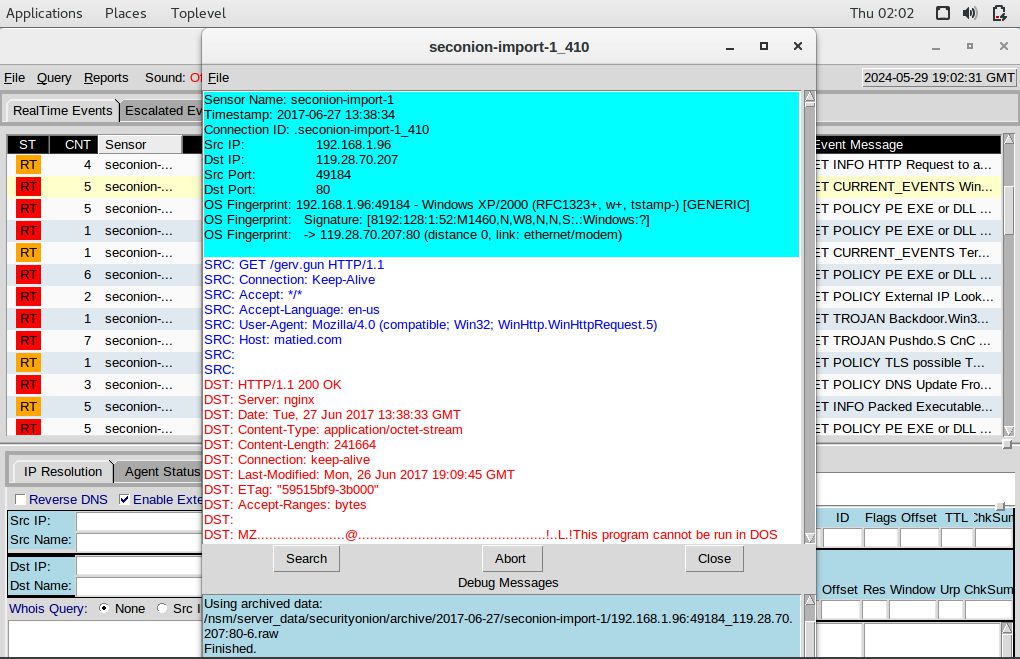 Applications Places Toplevel Thu 02:02
seconion-import-1_410
File Query Reports Sound: Of
File
2024-05-29 19:02:31 GMT
RealTime Events Escalated Ev
ST CNT Sensor Event Message
RT 4 seconion-... ET INFO HTTP Request to a...
RT 5 seconion-... ET CURRENT_EVENTS Win...
RT 5 seconion-... ET POLICY PE EXE or DLL ...
RT 1 seconion-... ET POLICY PE EXE or DLL ...
RT 1 seconion-... ET CURRENT_EVENTS Ter...
RT 6 seconion-... ET POLICY PE EXE or DLL ...
RT 2 seconion-... ET POLICY External IP Look...
RT 1 seconion-... ET TROJAN Backdoor.Win3...
RT 7 seconion-... ET TROJAN Pushdo.S CnC ...
RT 1 seconion-... ET POLICY TLS possible T...
RT 3 seconion-... ET POLICY DNS Update Fro...
RT 5 seconion-... ET INFO Packed Executable...
RT 5 seconion-... ET POLICY PE EXE or DLL ...
Sensor Name: seconion-import-1
Timestamp: 2017-06-27 13:38:34
Connection ID: .seconion-import-1_410
Src IP: 192.168.1.96
Dst IP: 119.28.70.207
Src Port: 49184
Dst Port: 80
OS Fingerprint: 192.168.1.96:49184 - Windows XP/2000 (RFC1323+, w+, tstamp-) [GENERIC]
OS Fingerprint: Signature: [8192:128:1:52:M1460,N,W8,N,N,S:.:Windows:?]
OS Fingerprint: -> 119.28.70.207:80 (distance 0, link: ethernet/modem)
SRC: GET /gerv.gun HTTP/1.1
SRC: Connection: Keep-Alive
SRC: Accept: */*
SRC: Accept-Language: en-us
SRC: User-Agent: Mozilla/4.0 (compatible; Win32; WinHttp.WinHttpRequest.5)
SRC: Host: matied.com
SRC:
SRC:
DST: HTTP/1.1 200 OK
DST: Server: nginx
DST: Date: Tue, 27 Jun 2017 13:38:33 GMT
DST: Content-Type: application/octet-stream
DST: Content-Length: 241664
DST: Connection: keep-alive
DST: Last-Modified: Mon, 26 Jun 2017 19:09:45 GMT
DST: ETag: "59515bf9-3b000"
DST: Accept-Ranges: bytes
DST:
DST: MZ......................@...............................................!..L.!This program cannot be run in DOS
Search Abort Close
Debug Messages
Using archived data:
/nsm/server_data/securityonion/archive/2017-06-27/seconion-import-1/192.168.1.96:49184_119.28.70.
207:80-6.raw
Finished.
IP Resolution Agent Status
Reverse DNS Enable Exte
Src IP:
Src Name:
Dst IP:
Dst Name:
Whois Query: None Src I
ID Flags Offset TTL ChkSum
Offset Res Window Urp ChkSum